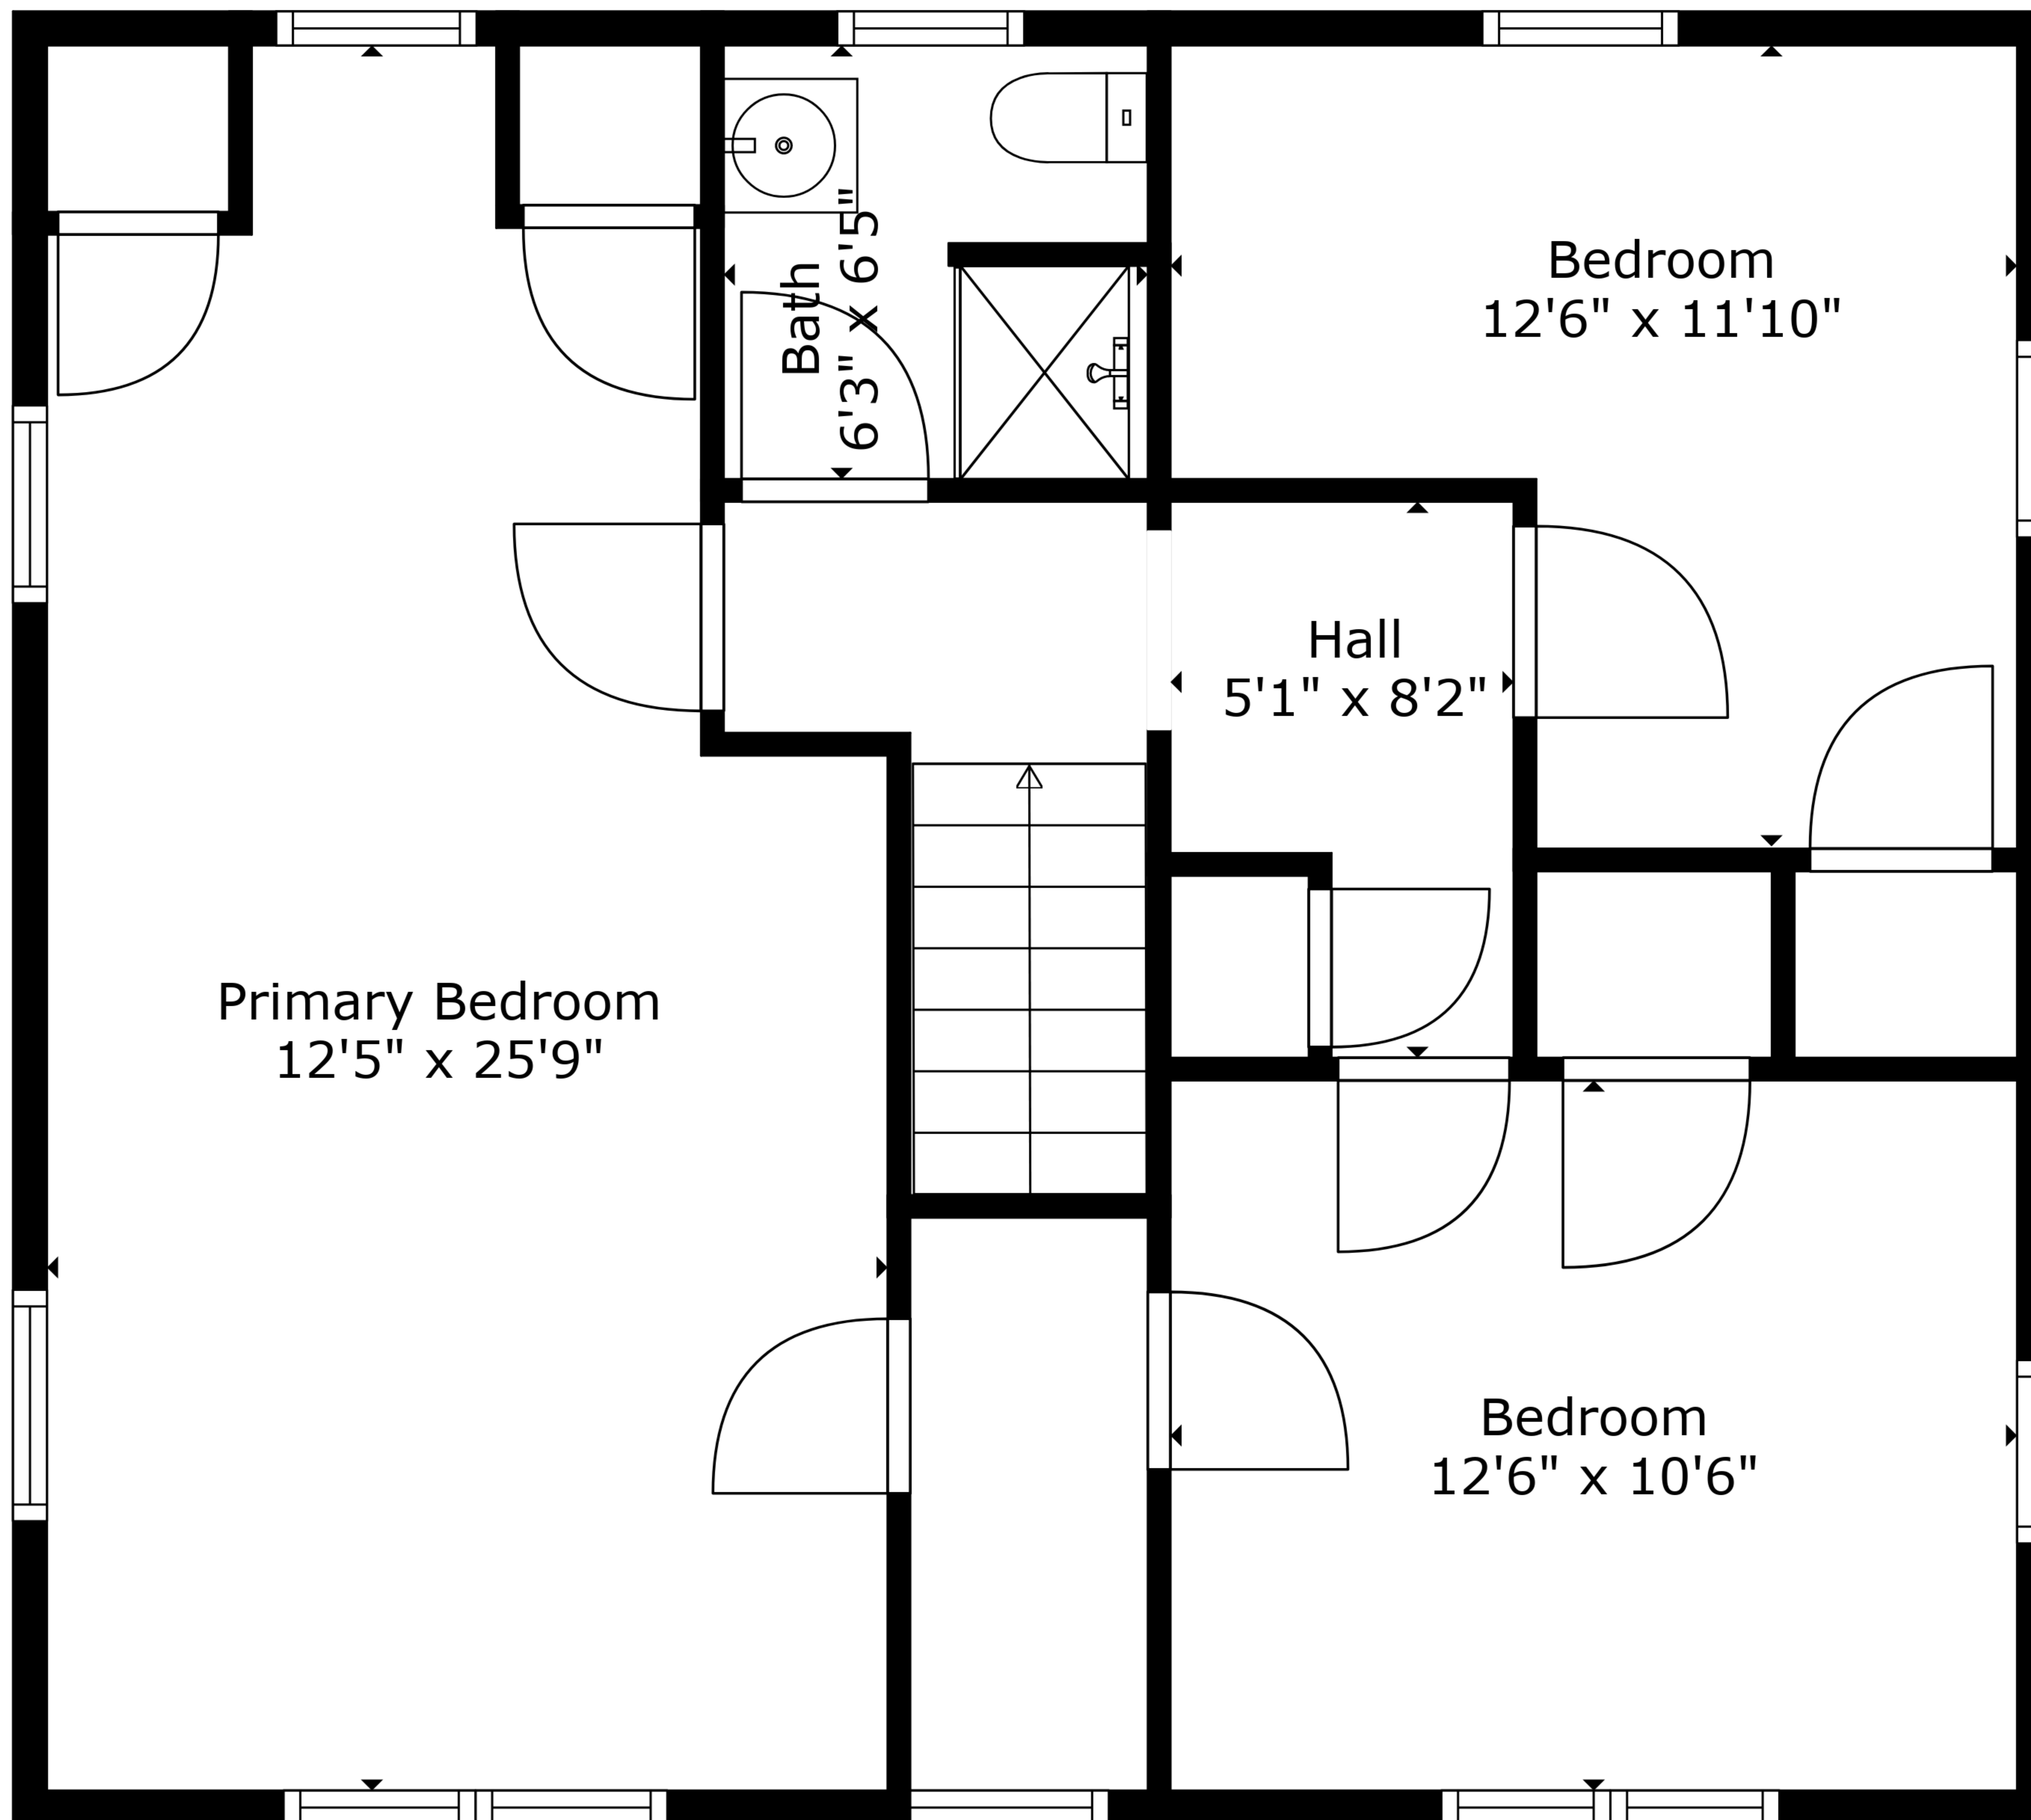 Bath
6'3" x 6'5"
Bedroom
12'6" x 11'10"
Hall
5'1" x 8'2"
Primary Bedroom
12'5" x 25'9"
Bedroom
12'6" x 10'6"